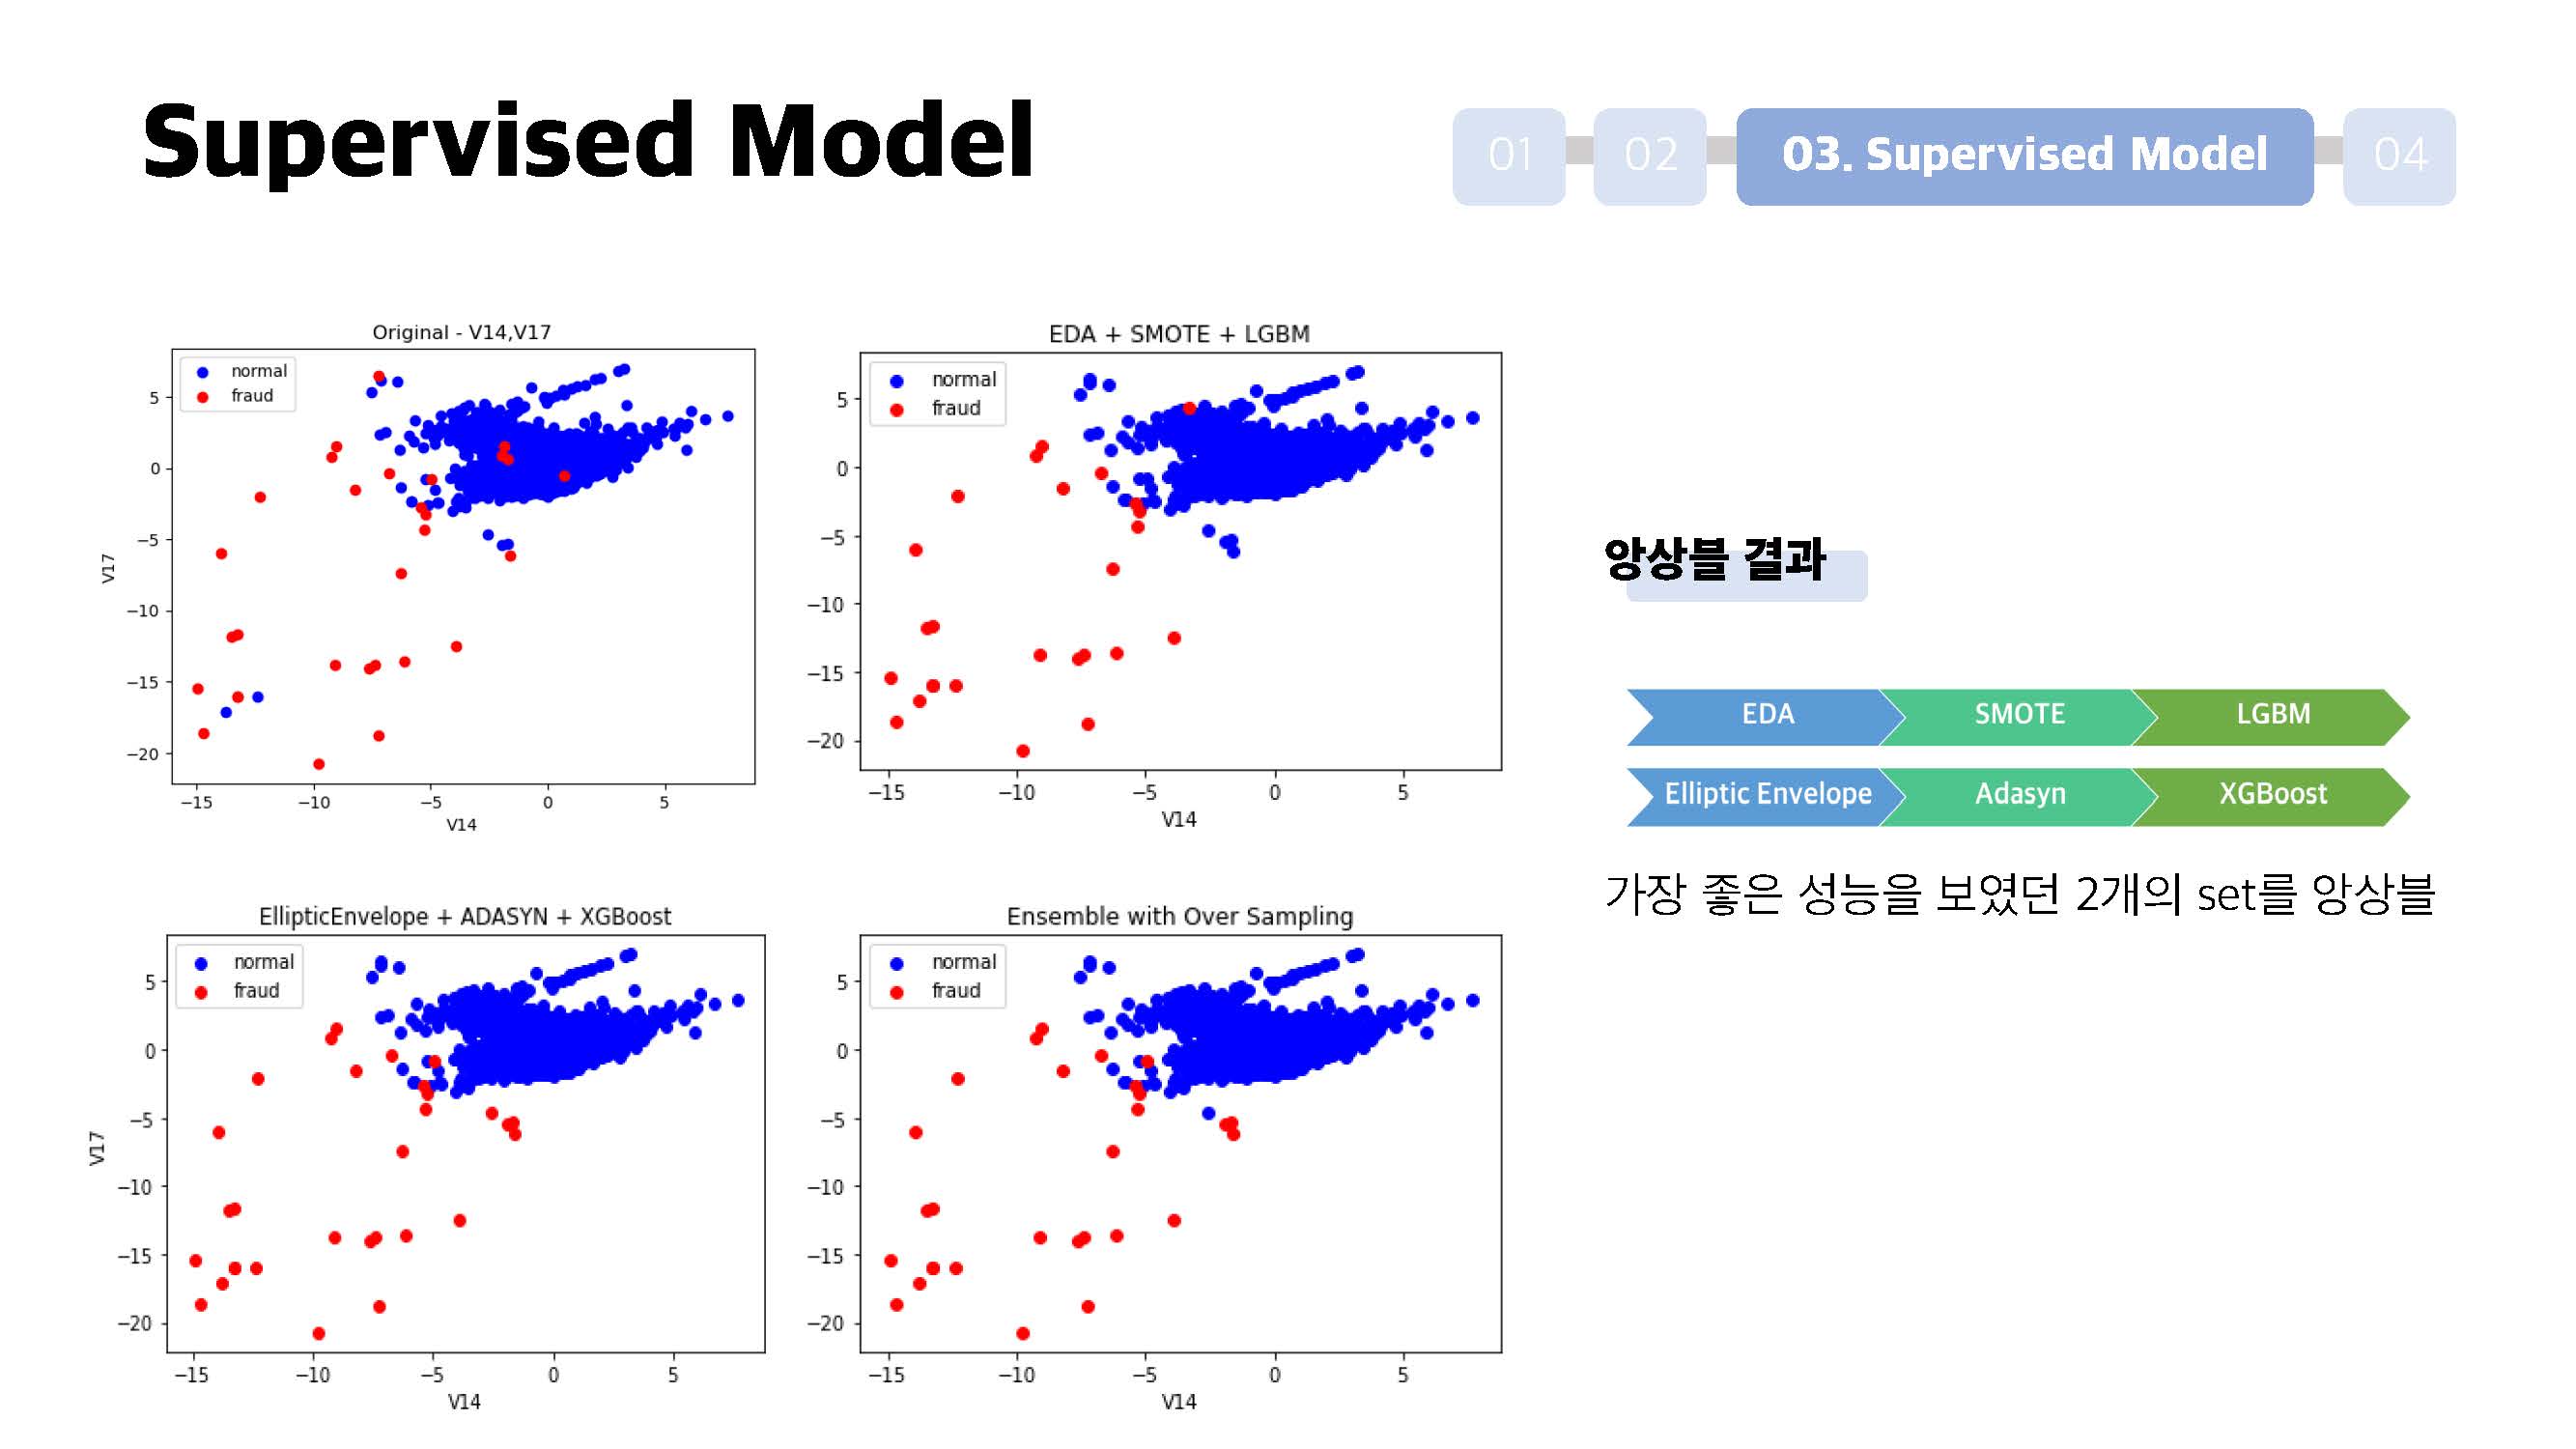 Supervised Model
01
02
03. Supervised Model
04
Original - V14,V17
normal
fraud
5
0
−5
−10
−15
−20
V17
−15 −10 −5 0 5
V14
EDA + SMOTE + LGBM
normal
fraud
5
0
−5
−10
−15
−20
−15 −10 −5 0 5
V14
EllipticEnvelope + ADASYN + XGBoost
normal
fraud
5
0
−5
−10
−15
−20
V17
−15 −10 −5 0 5
V14
Ensemble with Over Sampling
normal
fraud
5
0
−5
−10
−15
−20
−15 −10 −5 0 5
V14
앙상블 결과
EDA SMOTE LGBM
Elliptic Envelope Adasyn XGBoost
가장 좋은 성능을 보였던 2개의 set를 앙상블